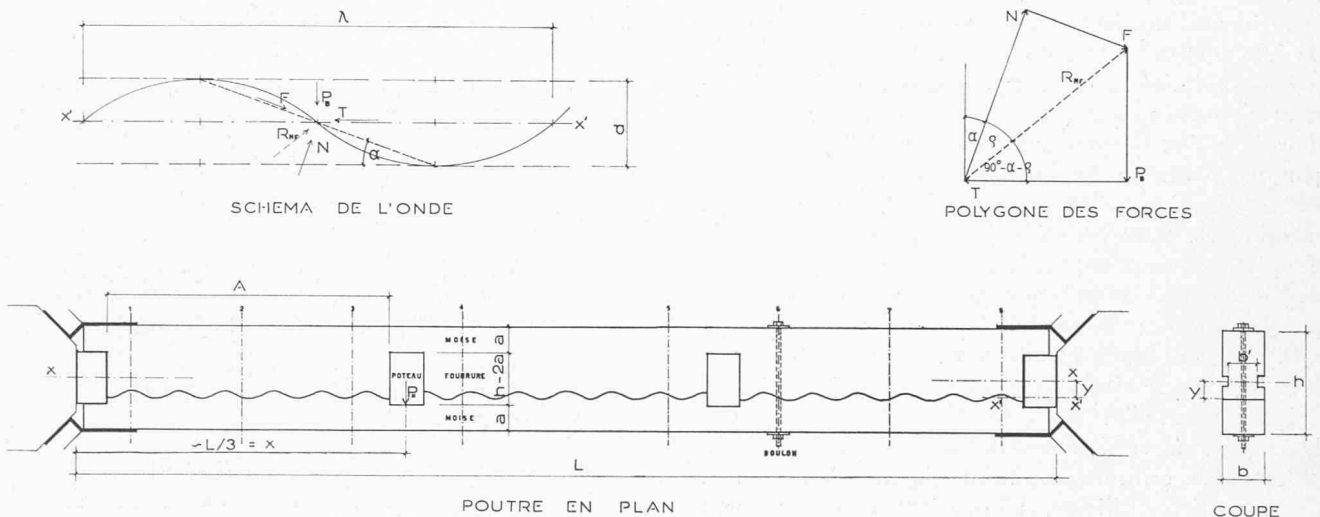 λ
x'
F
P_B
T
x'
d
R_NF
N
α
SCHEMA DE L'ONDE
N
F
R_NF
α
ρ
90°-α-ρ
T
P_B
POLYGONE DES FORCES
A
1
2
3
4
5
6
7
8
x
MOISE
a
POTEAU
FOURRURE
h-2a
MOISE
a
x
y
x'
x'
~L/3 = x
BOULON
L
b'
y
h
b
POUTRE EN PLAN
COUPE